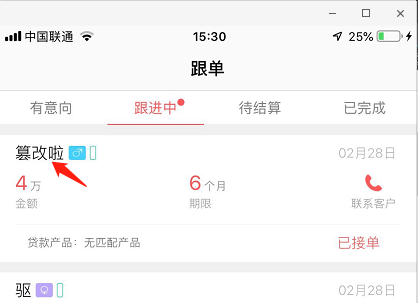 中国联通 15:30 25%
跟单
有意向 跟进中 待结算 已完成
篡改啦 02月28日
4万 6个月
金额 期限 联系客户
贷款产品：无匹配产品 已接单
驱 02月28日